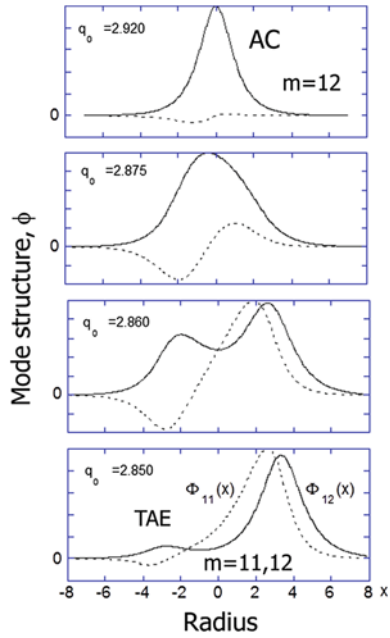 q₀ =2.920
AC
m=12
0
q₀ =2.875
0
Mode structure, ϕ
q₀ =2.860
0
q₀ =2.850
Φ₁₁(x)
Φ₁₂(x)
TAE
m=11,12
0
-8 -6 -4 -2 0 2 4 6 8 x
Radius